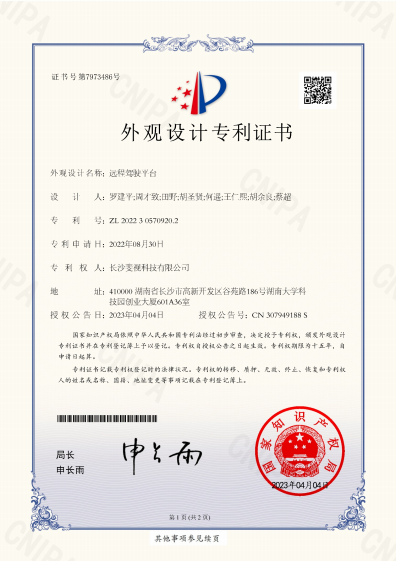 证书号第7973486号
外观设计专利证书
外观设计名称：远程驾驶平台
设计人：罗建平;周才致;田野;胡圣贤;何遥;王仁熙;胡余良;蔡超
专利号：ZL 2022 3 0570920.2
专利申请日：2022年08月30日
专利权人：长沙斐视科技有限公司
地址：410000 湖南省长沙市高新开发区谷苑路186号湖南大学科
技园创业大厦601A36室
授权公告日：2023年04月04日 授权公告号：CN 307949188 S
国家知识产权局依照中华人民共和国专利法经过初步审查，决定授予专利权，颁发外观设计
专利证书并在专利登记簿上予以登记。专利权自授权公告之日起生效。专利权期限为十五年，自
申请日起算。
专利证书记载专利权登记时的法律状况。专利权的转移、质押、无效、终止、恢复和专利权
人的姓名或名称、国籍、地址变更等事项记载在专利登记簿上。
局长
申长雨
申长雨
国家知识产权局
2023年04月04日
第 1 页 (共 2 页)
其他事项参见续页
CNIPA